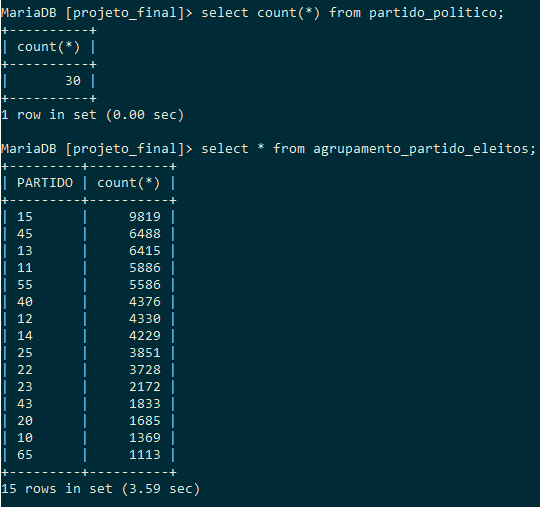 MariaDB [projeto_final]> select count(*) from partido_politico;
+----------+
| count(*) |
+----------+
|       30 |
+----------+
1 row in set (0.00 sec)

MariaDB [projeto_final]> select * from agrupamento_partido_eleitos;
+---------+----------+
| PARTIDO | count(*) |
+---------+----------+
| 15      |     9819 |
| 45      |     6488 |
| 13      |     6415 |
| 11      |     5886 |
| 55      |     5586 |
| 40      |     4376 |
| 12      |     4330 |
| 14      |     4229 |
| 25      |     3851 |
| 22      |     3728 |
| 23      |     2172 |
| 43      |     1833 |
| 20      |     1685 |
| 10      |     1369 |
| 65      |     1113 |
+---------+----------+
15 rows in set (3.59 sec)